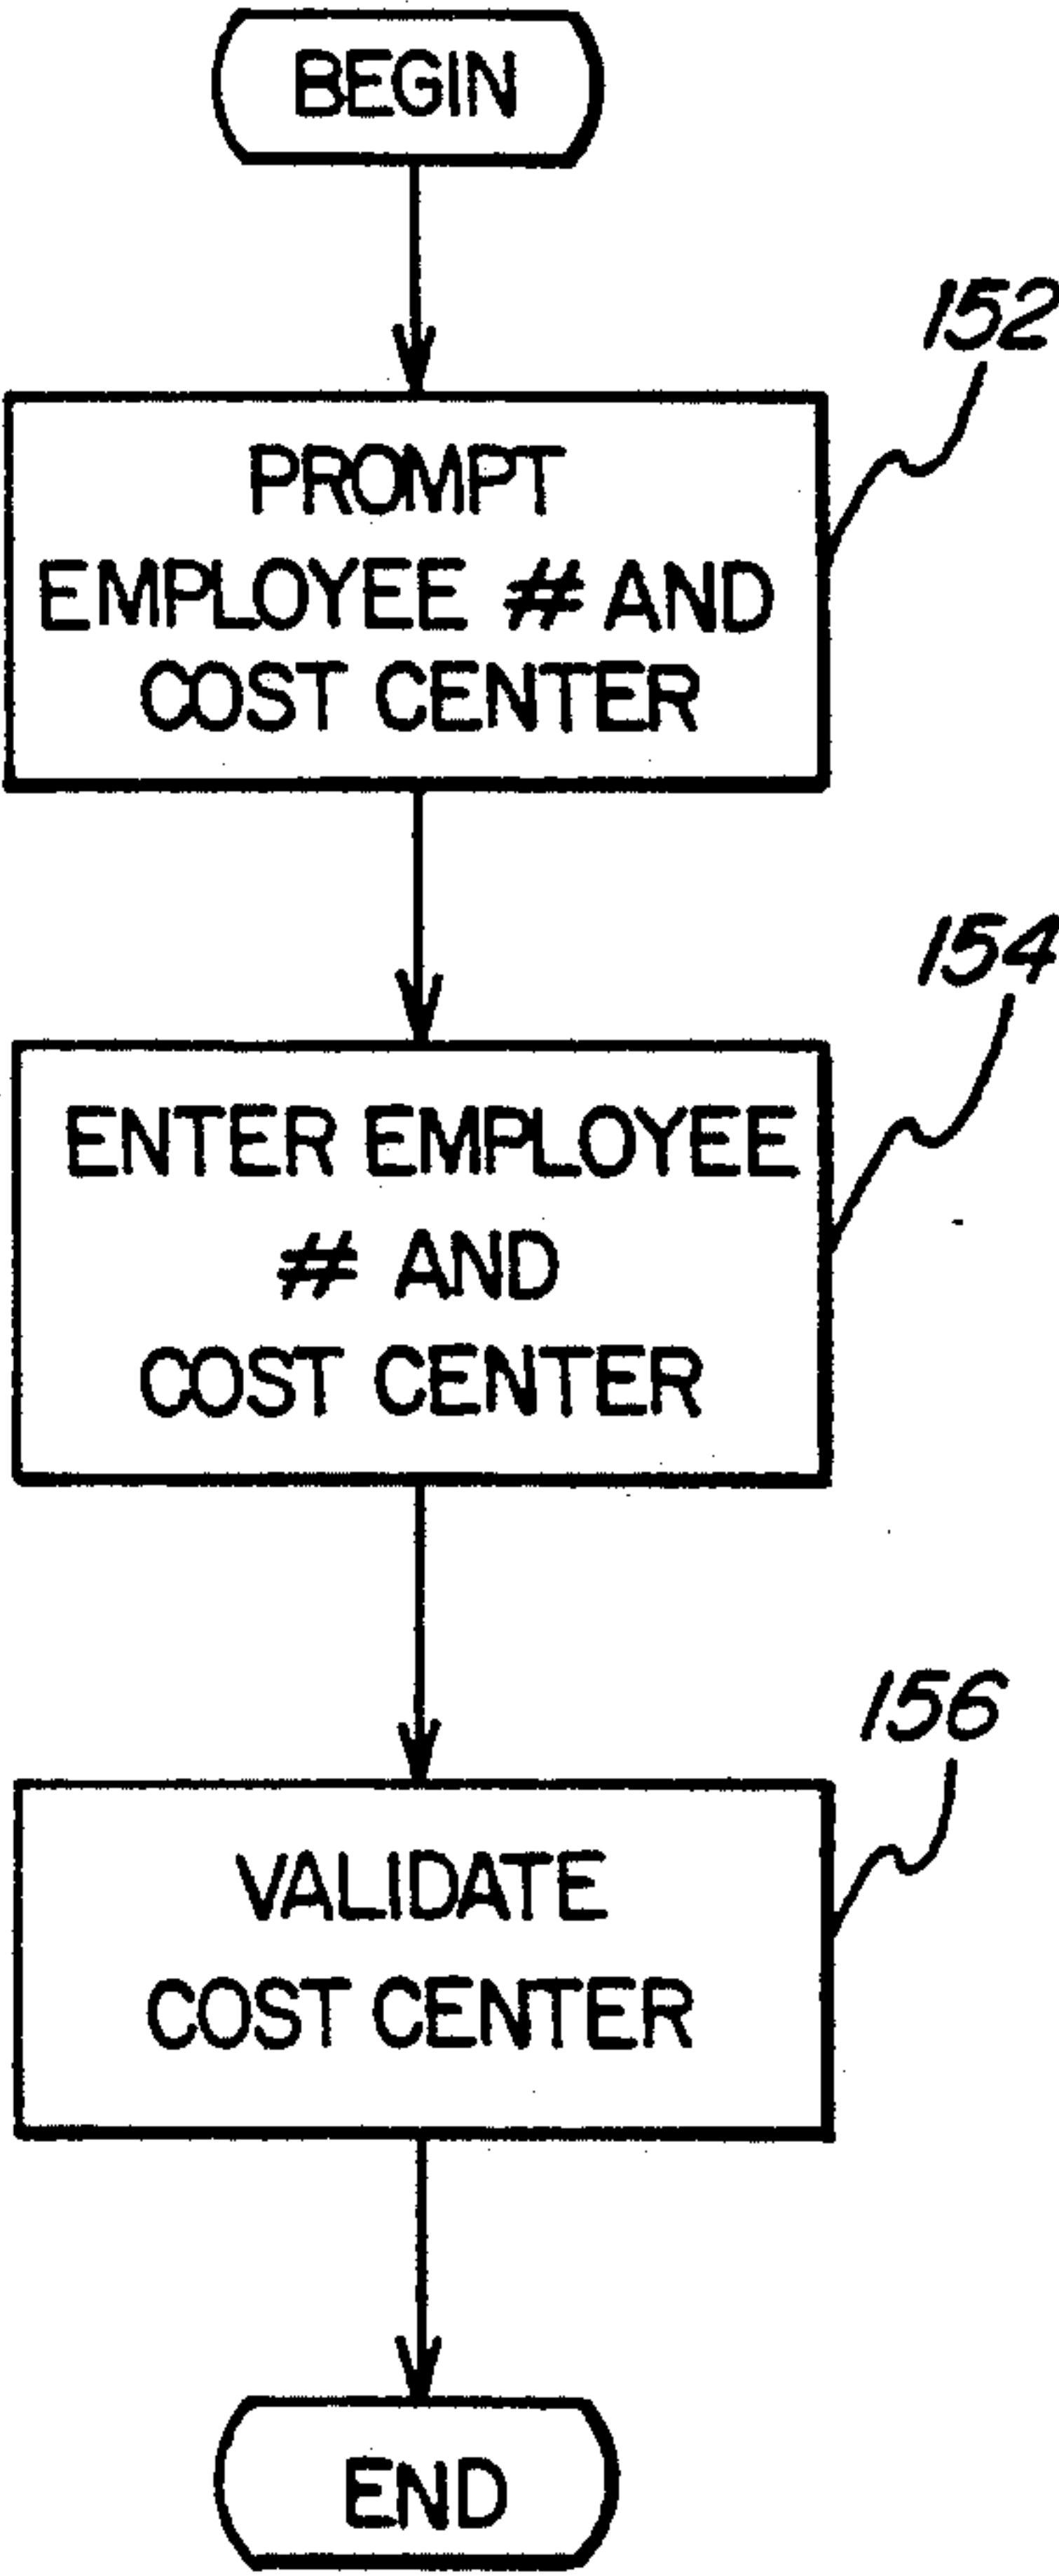 BEGIN
152
PROMPT
EMPLOYEE # AND
COST CENTER
154
ENTER EMPLOYEE
# AND
COST CENTER
156
VALIDATE
COST CENTER
END